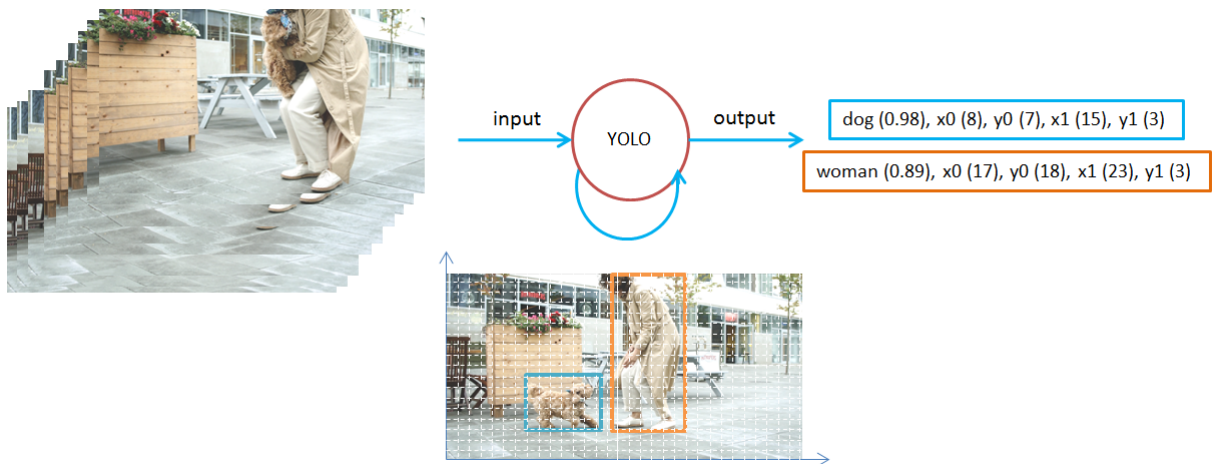 input
YOLO
output
dog (0.98), x0 (8), y0 (7), x1 (15), y1 (3)
woman (0.89), x0 (17), y0 (18), x1 (23), y1 (3)